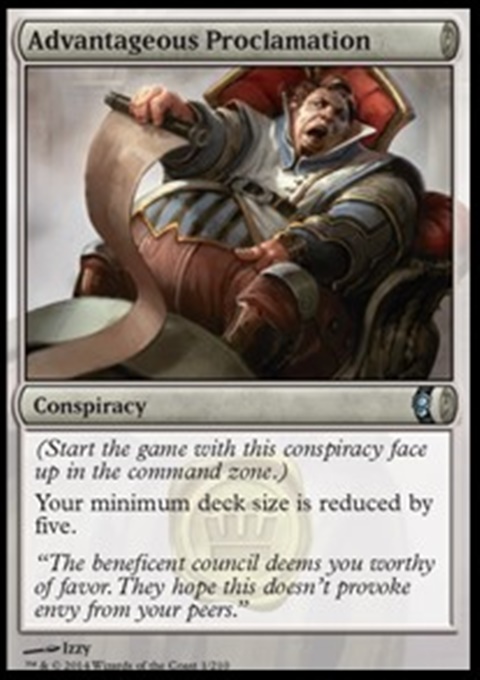 Advantageous Proclamation
Conspiracy
(Start the game with this conspiracy face
up in the command zone.)
Your minimum deck size is reduced by
five.
“The beneficent council deems you worthy
of favor. They hope this doesn’t provoke
envy from your peers.”
Izzy
™ & © 2014 Wizards of the Coast 1/210